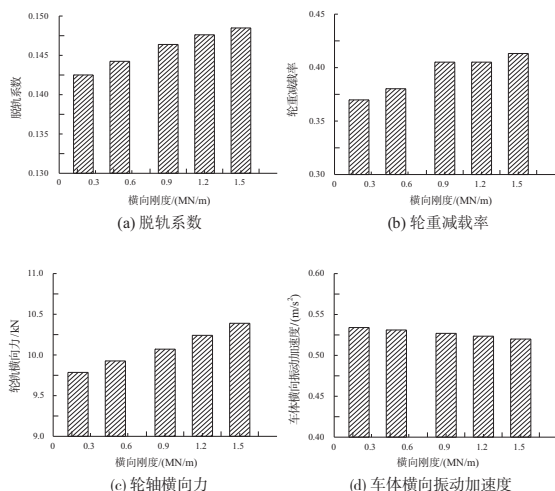 0.150
0.145
0.140
0.135
0.130
脱轨系数
0 0.3 0.6 0.9 1.2 1.5
横向刚度/(MN/m)
(a) 脱轨系数
0.45
0.40
0.35
0.30
轮重减载率
0 0.3 0.6 0.9 1.2 1.5
横向刚度/(MN/m)
(b) 轮重减载率
11.0
10.5
10.0
9.5
9.0
轮轨横向力/kN
0 0.3 0.6 0.9 1.2 1.5
横向刚度/(MN/m)
(c) 轮轴横向力
0.60
0.55
0.50
0.45
0.40
车体横向振动加速度/(m/s²)
0 0.3 0.6 0.9 1.2 1.5
横向刚度/(MN/m)
(d) 车体横向振动加速度